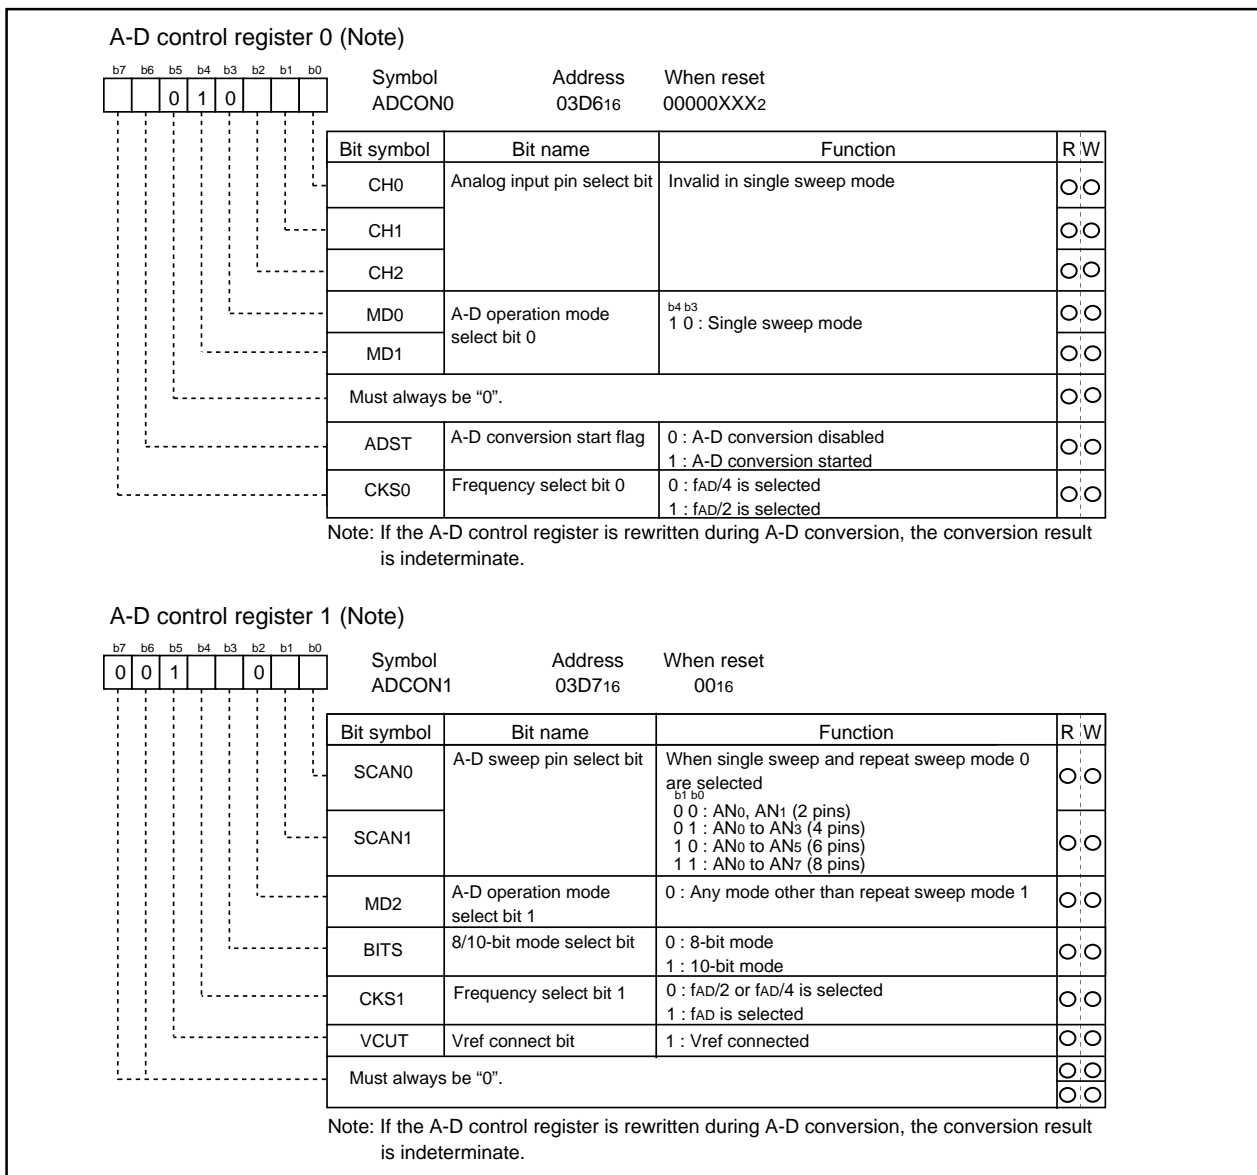 A-D control register 0 (Note)
b7 b6 b5 b4 b3 b2 b1 b0
0 1 0
Symbol Address When reset
ADCON0 03D616 00000XXX2
Bit symbol Bit name Function R W
CH0 Analog input pin select bit Invalid in single sweep mode
CH1
CH2
MD0 A-D operation mode select bit 0 b4 b3
1 0 : Single sweep mode
MD1
Must always be “0”.
ADST A-D conversion start flag 0 : A-D conversion disabled
1 : A-D conversion started
CKS0 Frequency select bit 0 0 : fAD/4 is selected
1 : fAD/2 is selected
Note: If the A-D control register is rewritten during A-D conversion, the conversion result
is indeterminate.
A-D control register 1 (Note)
b7 b6 b5 b4 b3 b2 b1 b0
0 0 1 0
Symbol Address When reset
ADCON1 03D716 0016
Bit symbol Bit name Function R W
SCAN0 A-D sweep pin select bit When single sweep and repeat sweep mode 0
are selected
b1 b0
0 0 : AN0, AN1 (2 pins)
0 1 : AN0 to AN3 (4 pins)
1 0 : AN0 to AN5 (6 pins)
1 1 : AN0 to AN7 (8 pins)
SCAN1
MD2 A-D operation mode select bit 1 0 : Any mode other than repeat sweep mode 1
BITS 8/10-bit mode select bit 0 : 8-bit mode
1 : 10-bit mode
CKS1 Frequency select bit 1 0 : fAD/2 or fAD/4 is selected
1 : fAD is selected
VCUT Vref connect bit 1 : Vref connected
Must always be “0”.
Note: If the A-D control register is rewritten during A-D conversion, the conversion result
is indeterminate.